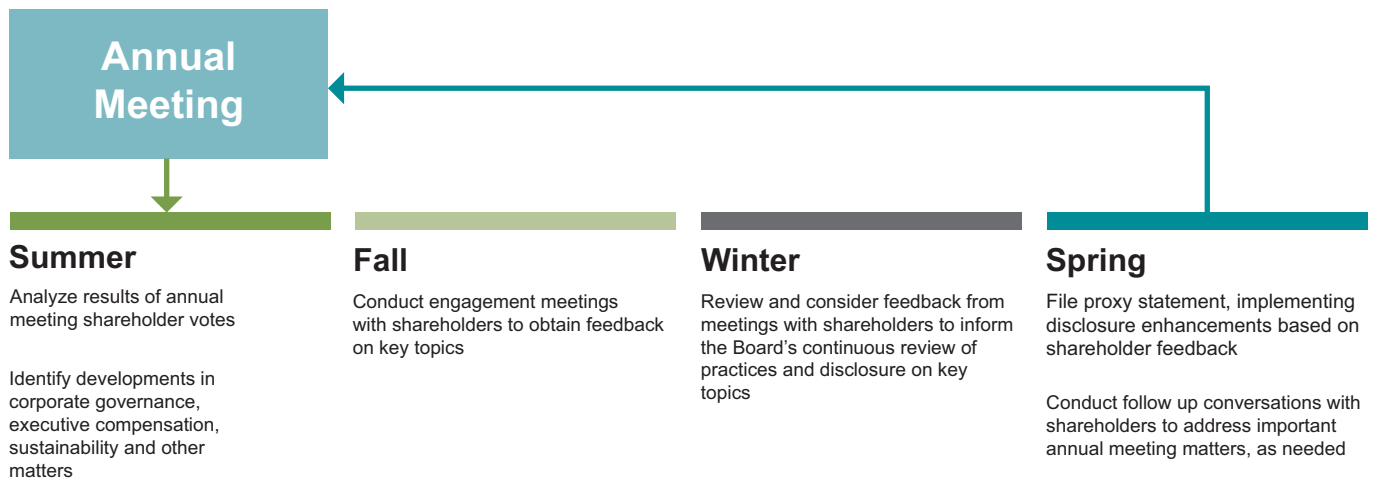 Annual
Meeting
Summer
Analyze results of annual
meeting shareholder votes
Identify developments in
corporate governance,
executive compensation,
sustainability and other
matters
Fall
Conduct engagement meetings
with shareholders to obtain feedback
on key topics
Winter
Review and consider feedback from
meetings with shareholders to inform
the Board’s continuous review of
practices and disclosure on key
topics
Spring
File proxy statement, implementing
disclosure enhancements based on
shareholder feedback
Conduct follow up conversations with
shareholders to address important
annual meeting matters, as needed